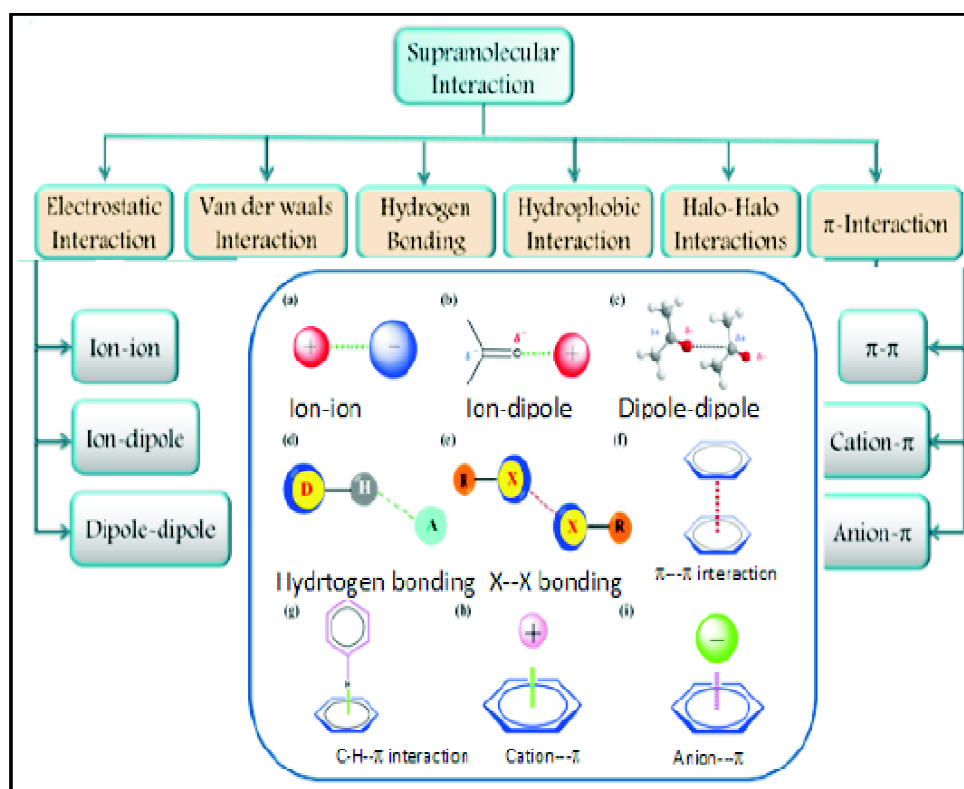 Supramolecular
Interaction
Electrostatic
Interaction
Van der waals
Interaction
Hydrogen
Bonding
Hydrophobic
Interaction
Halo-Halo
Interactions
π-Interaction
Ion-ion
Ion-dipole
Dipole-dipole
(a)
+
−
Ion-ion
(b)
δ⁻
δ⁻
+
Ion-dipole
(c)
δ+
δ-
δ+
δ-
Dipole-dipole
(d)
D
H
A
Hydrtogen bonding
(e)
R
X
X
R
X--X bonding
(f)
π---π interaction
(g)
H
C-H--π interaction
(h)
+
Cation---π
(i)
−
Anion---π
π-π
Cation-π
Anion-π